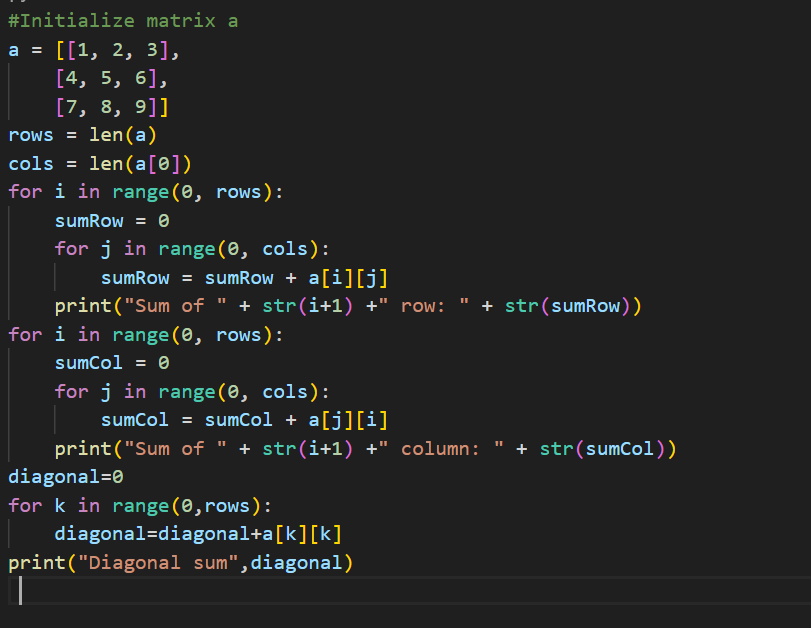 #Initialize matrix a
a = [[1, 2, 3],
    [4, 5, 6],
    [7, 8, 9]]
rows = len(a)
cols = len(a[0])
for i in range(0, rows):
    sumRow = 0
    for j in range(0, cols):
        sumRow = sumRow + a[i][j]
    print("Sum of " + str(i+1) +" row: " + str(sumRow))
for i in range(0, rows):
    sumCol = 0
    for j in range(0, cols):
        sumCol = sumCol + a[j][i]
    print("Sum of " + str(i+1) +" column: " + str(sumCol))
diagonal=0
for k in range(0,rows):
    diagonal=diagonal+a[k][k]
print("Diagonal sum",diagonal)